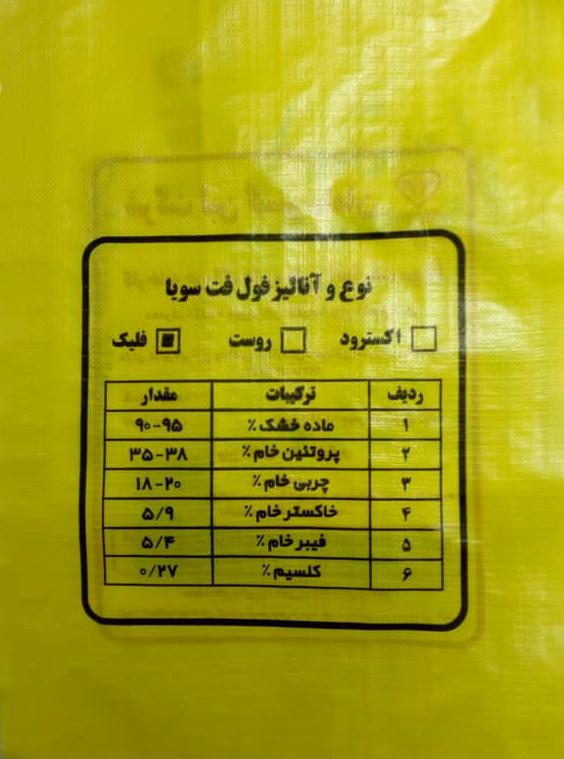 نوع و آنالیز فول فت سویا
اکسترود روست فلیک
ردیف ترکیبات مقدار
۱ ماده خشک ٪ ۹۰-۹۵
۲ پروتئین خام ٪ ۳۵-۳۸
۳ چربی خام ٪ ۱۸-۲۰
۴ خاکستر خام ٪ ۵/۹
۵ فیبر خام ٪ ۵/۴
۶ کلسیم ٪ ۰/۲۷